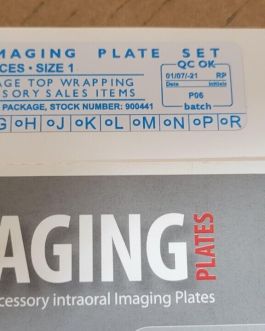 MAGING PLATE SET
CES • SIZE 1
QC OK
01/07/-21 RP
Date Initials
AGE TOP WRAPPING
SSORY SALES ITEMS
P06
PACKAGE, STOCK NUMBER: 900441
batch
G H J K L M N P R
AGING
PLATES
ccessory intraoral Imaging Plates